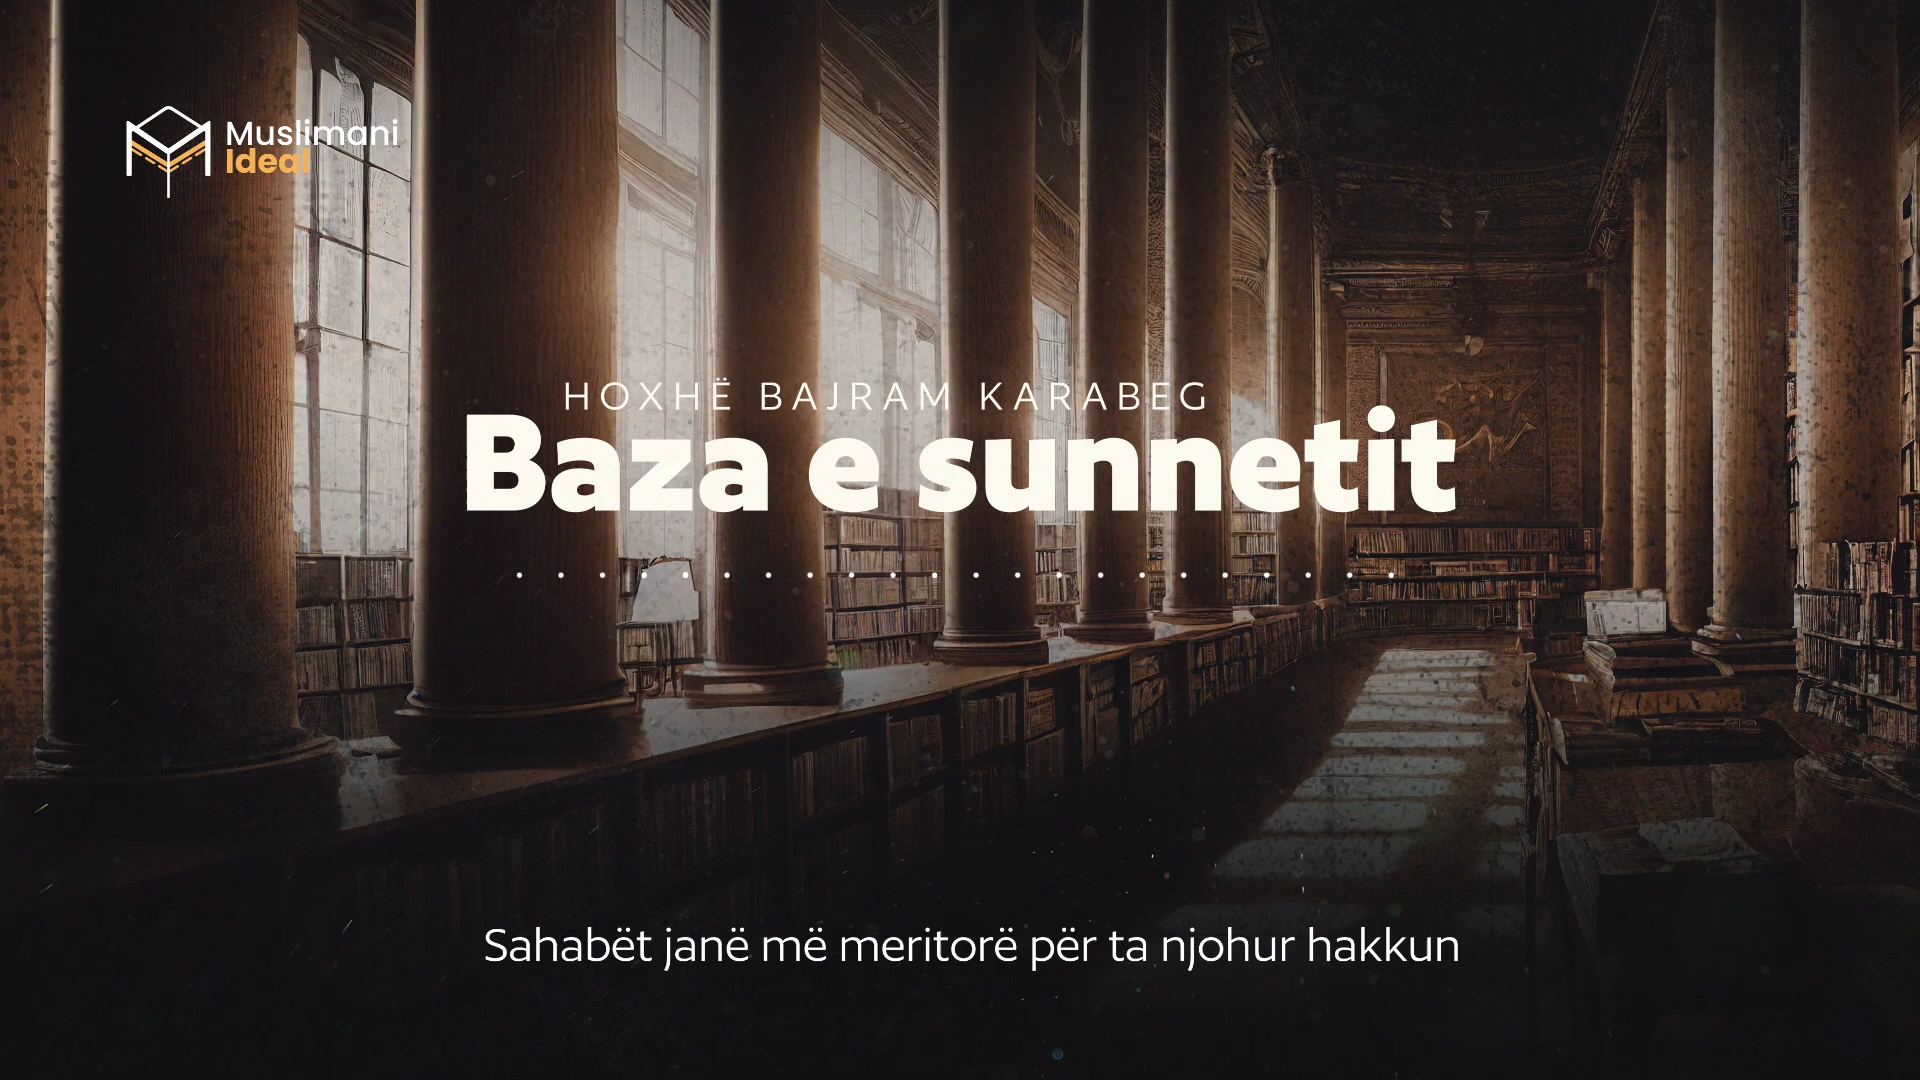 Muslimani
Ideal
HOXHË BAJRAM KARABEG
Baza e sunnetit
Sahabët janë më meritorë për ta njohur hakkun